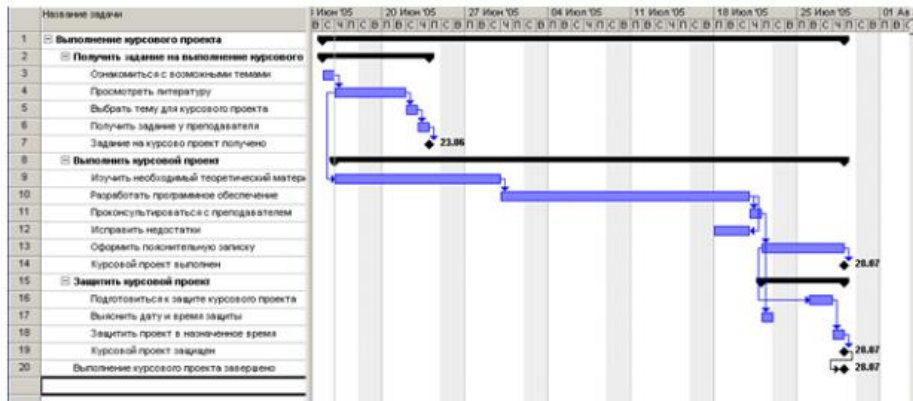 Название задачи
Июн '05 20 Июн '05 27 Июн '05 04 Июл '05 11 Июл '05 18 Июл '05 25 Июл '05 01 Ав
В С Ч П С В П В С Ч П С В П В С Ч П С В П В С Ч П С В П В С Ч П С В П В С Ч П С В П В С Ч П С В П В С
1 Выполнение курсового проекта
2 Получить задание на выполнение курсового
3 Ознакомиться с возможными темами
4 Просмотреть литературу
5 Выбрать тему для курсового проекта
6 Получить задание у преподавателя
7 Задание на курсово проект получено 23.06
8 Выполнить курсовой проект
9 Изучить необходимый теоретический матери
10 Разработать программное обеспечение
11 Проконсультироваться с преподавателем
12 Исправить недостатки
13 Оформить пояснительную записку
14 Курсовой проект выполнен 28.07
15 Защитить курсовой проект
16 Подготовиться к защите курсового проекта
17 Выяснить дату и время защиты
18 Защитить проект в назначенное время
19 Курсовой проект защищен 28.07
20 Выполнение курсового проекта завершено 28.07